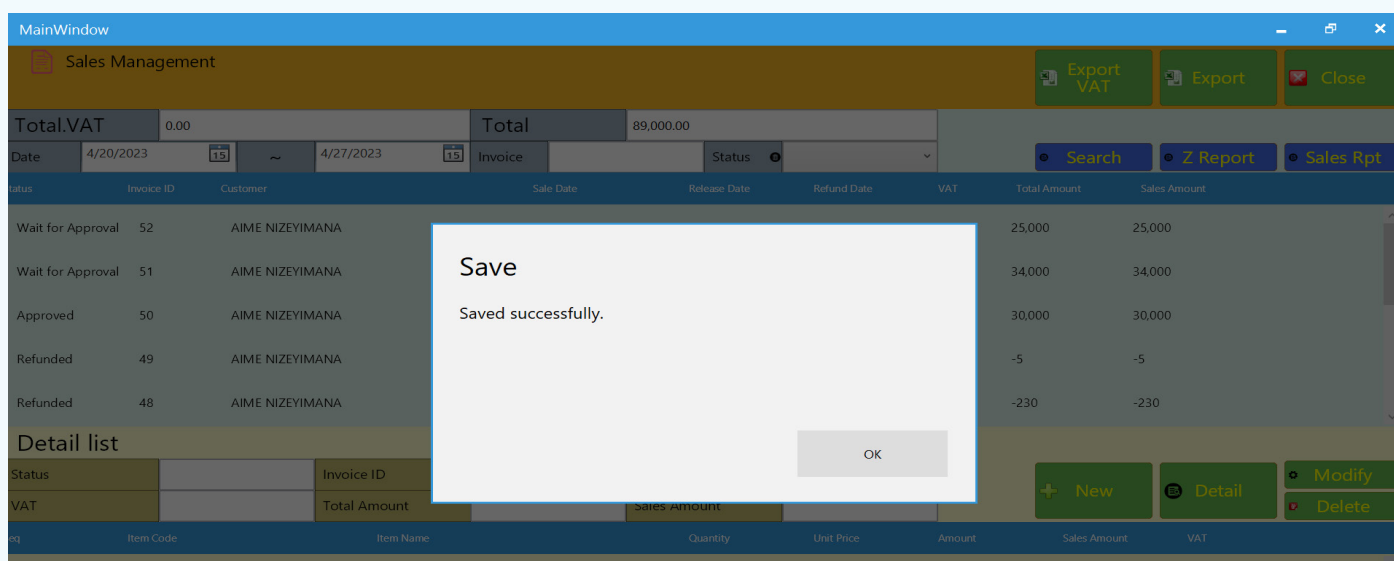 MainWindow
Sales Management
Export VAT
Export
Close
Total.VAT 0.00 Total 89,000.00
Date 4/20/2023 15 ~ 4/27/2023 15 Invoice Status
Search Z Report Sales Rpt
tatus Invoice ID Customer Sale Date Release Date Refund Date VAT Total Amount Sales Amount
Wait for Approval 52 AIME NIZEYIMANA 25,000 25,000
Wait for Approval 51 AIME NIZEYIMANA 34,000 34,000
Approved 50 AIME NIZEYIMANA 30,000 30,000
Refunded 49 AIME NIZEYIMANA -5 -5
Refunded 48 AIME NIZEYIMANA -230 -230
Save
Saved successfully.
OK
Detail list
Status Invoice ID
VAT Total Amount Sales Amount
New Detail Modify
Delete
eq Item Code Item Name Quantity Unit Price Amount Sales Amount VAT